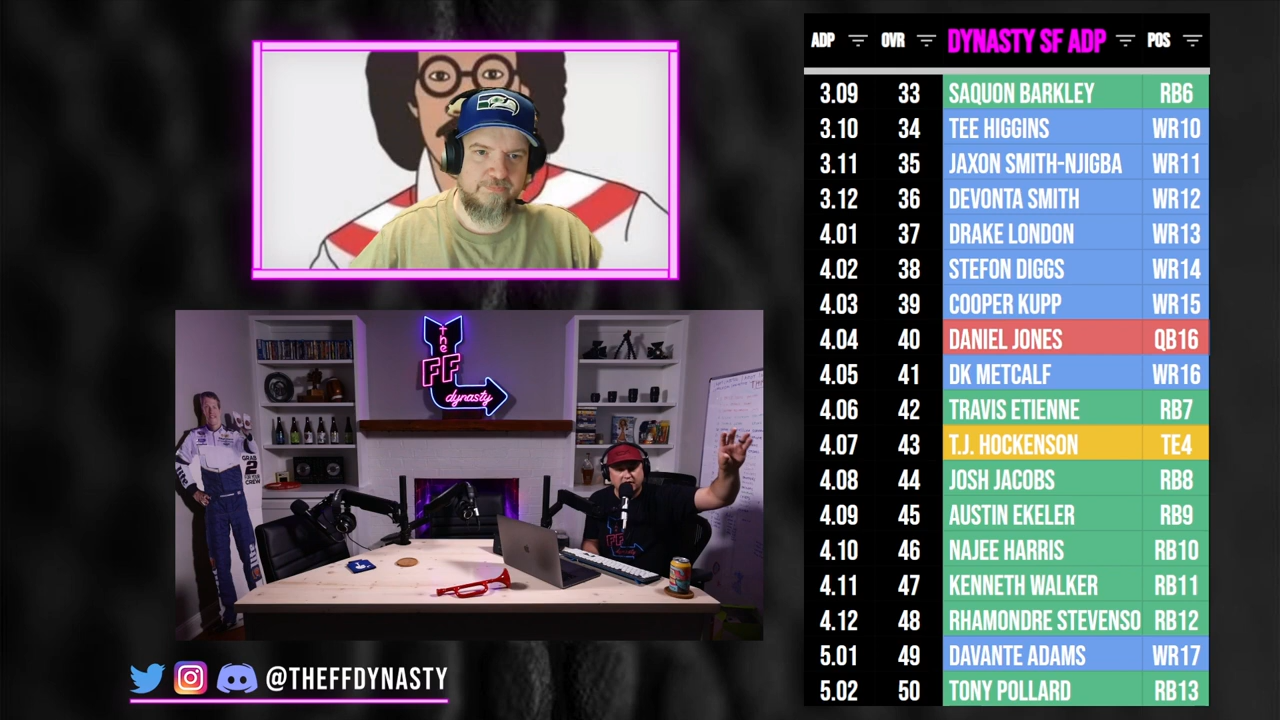 ADP OVR DYNASTY SF ADP POS
3.09 33 SAQUON BARKLEY RB6
3.10 34 TEE HIGGINS WR10
3.11 35 JAXON SMITH-NJIGBA WR11
3.12 36 DEVONTA SMITH WR12
4.01 37 DRAKE LONDON WR13
4.02 38 STEFON DIGGS WR14
4.03 39 COOPER KUPP WR15
4.04 40 DANIEL JONES QB16
4.05 41 DK METCALF WR16
4.06 42 TRAVIS ETIENNE RB7
4.07 43 T.J. HOCKENSON TE4
4.08 44 JOSH JACOBS RB8
4.09 45 AUSTIN EKELER RB9
4.10 46 NAJEE HARRIS RB10
4.11 47 KENNETH WALKER RB11
4.12 48 RHAMONDRE STEVENSO RB12
5.01 49 DAVANTE ADAMS WR17
5.02 50 TONY POLLARD RB13
the
FF
dynasty
GRAB
2
FOR YOUR
CREW
FF
@THEFFDYNASTY